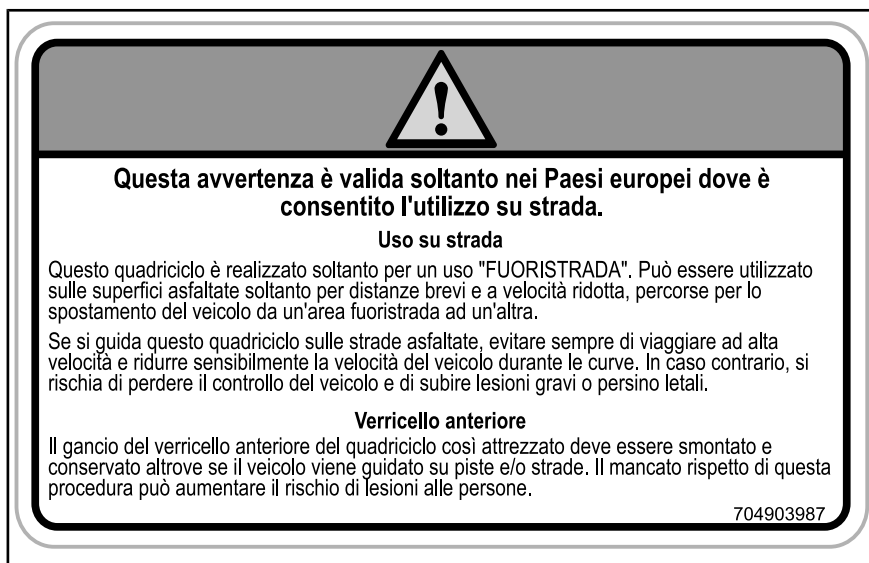 Questa avvertenza è valida soltanto nei Paesi europei dove è
consentito l'utilizzo su strada.
Uso su strada
Questo quadriciclo è realizzato soltanto per un uso "FUORISTRADA". Può essere utilizzato
sulle superfici asfaltate soltanto per distanze brevi e a velocità ridotta, percorse per lo
spostamento del veicolo da un'area fuoristrada ad un'altra.
Se si guida questo quadriciclo sulle strade asfaltate, evitare sempre di viaggiare ad alta
velocità e ridurre sensibilmente la velocità del veicolo durante le curve. In caso contrario, si
rischia di perdere il controllo del veicolo e di subire lesioni gravi o persino letali.
Verricello anteriore
Il gancio del verricello anteriore del quadriciclo così attrezzato deve essere smontato e
conservato altrove se il veicolo viene guidato su piste e/o strade. Il mancato rispetto di questa
procedura può aumentare il rischio di lesioni alle persone.
704903987